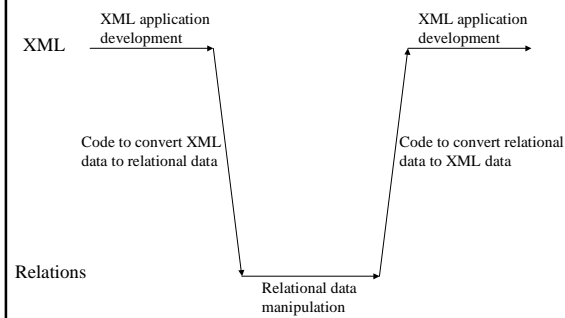 XML application
development
XML application
development
XML
Code to convert XML
data to relational data
Code to convert relational
data to XML data
Relations
Relational data
manipulation